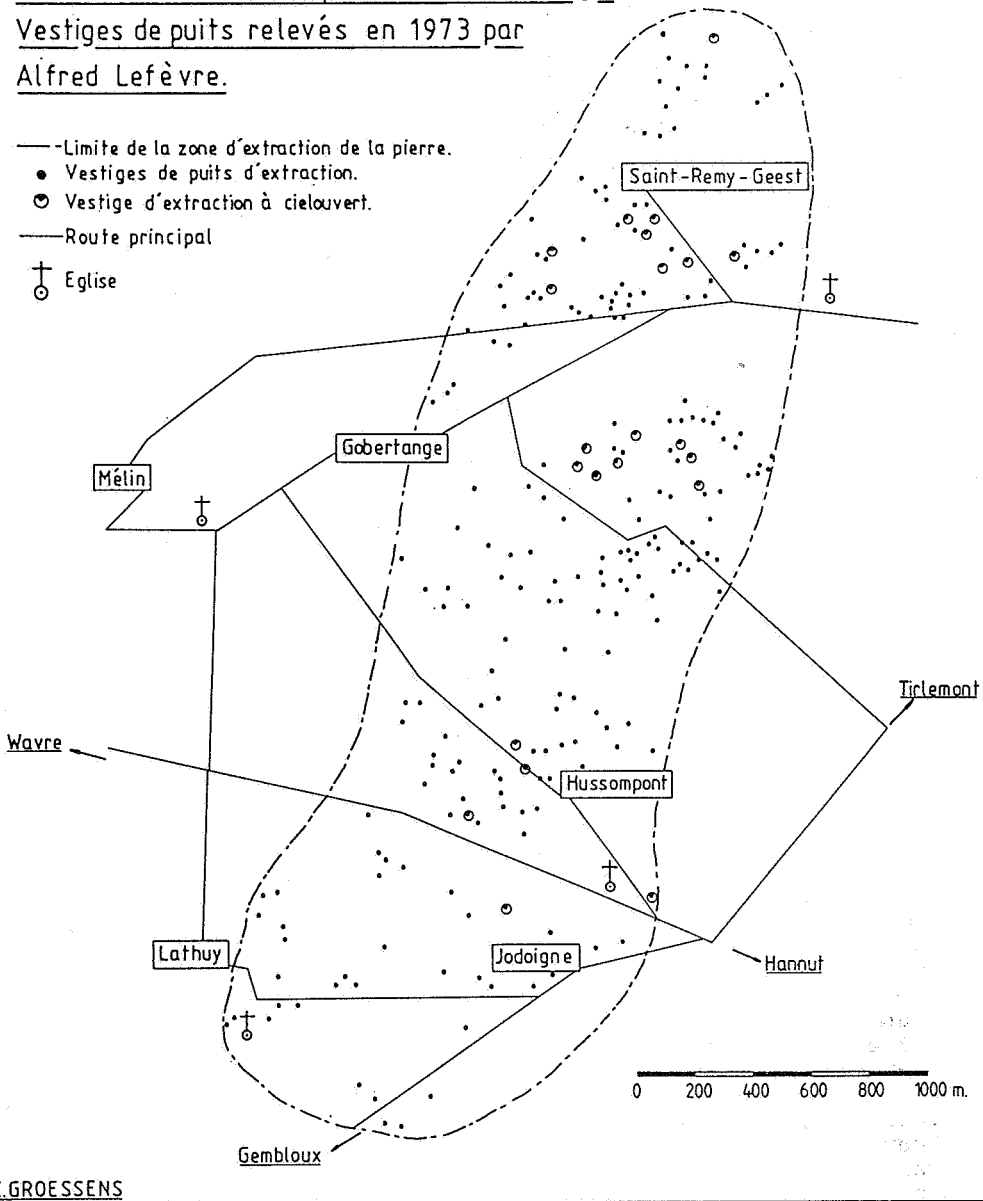 Vestiges de puits relevés en 1973 par
Alfred Lefèvre.
Limite de la zone d'extraction de la pierre.
Vestiges de puits d'extraction.
Vestige d'extraction à cielouvert.
Route principal
Eglise
Saint-Remy-Geest
Gobertange
Mélin
Tirlemont
Wavre
Hussompont
Lathuy
Jodoigne
Hannut
0 200 400 600 800 1000 m.
Gembloux
.GROESSENS